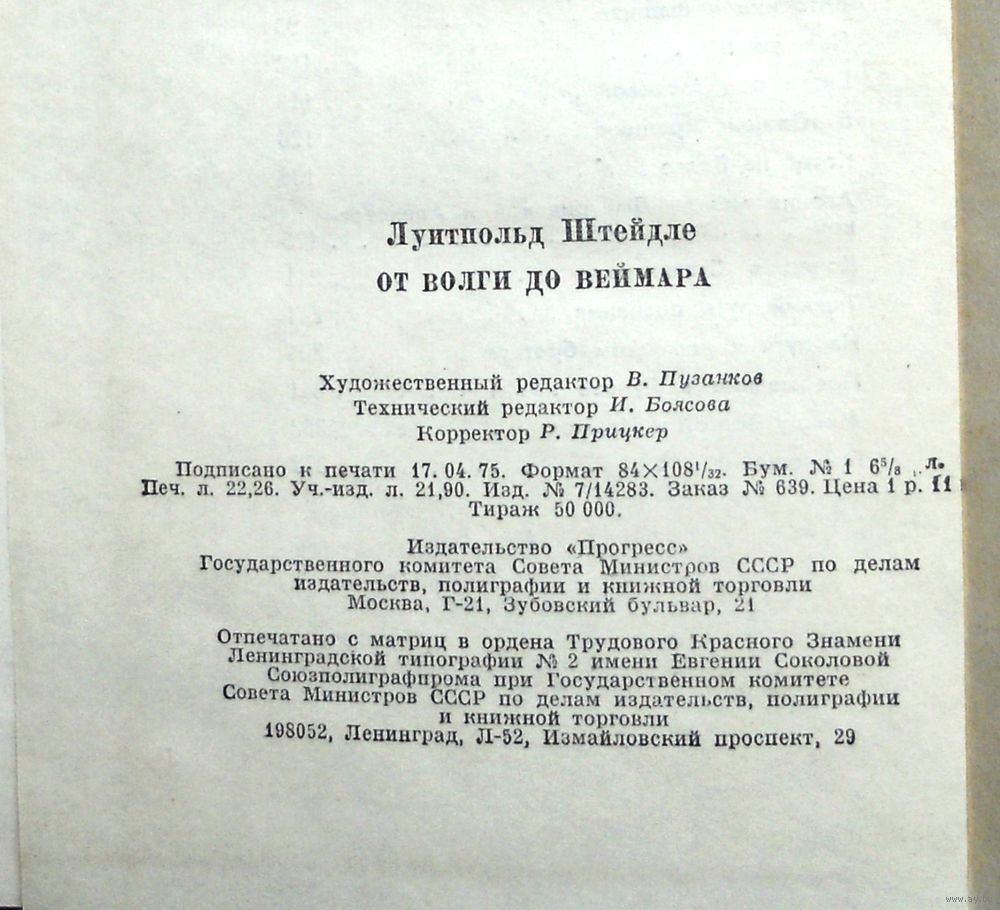 Луитпольд Штейдле
ОТ ВОЛГИ ДО ВЕЙМАРА
Художественный редактор В. Пузанков
Технический редактор И. Боясова
Корректор Р. Прицкер
Подписано к печати 17. 04. 75. Формат 84×108¹/₃₂. Бум. № 1 6⁵/₈ л.
Печ. л. 22,26. Уч.-изд. л. 21,90. Изд. № 7/14283. Заказ № 639. Цена 1 р. 11
Тираж 50 000.
Издательство «Прогресс»
Государственного комитета Совета Министров СССР по делам
издательств, полиграфии и книжной торговли
Москва, Г-21, Зубовский бульвар, 21
Отпечатано с матриц в ордена Трудового Красного Знамени
Ленинградской типографии № 2 имени Евгении Соколовой
Союзполиграфпрома при Государственном комитете
Совета Министров СССР по делам издательств, полиграфии
и книжной торговли
198052, Ленинград, Л-52, Измайловский проспект, 29